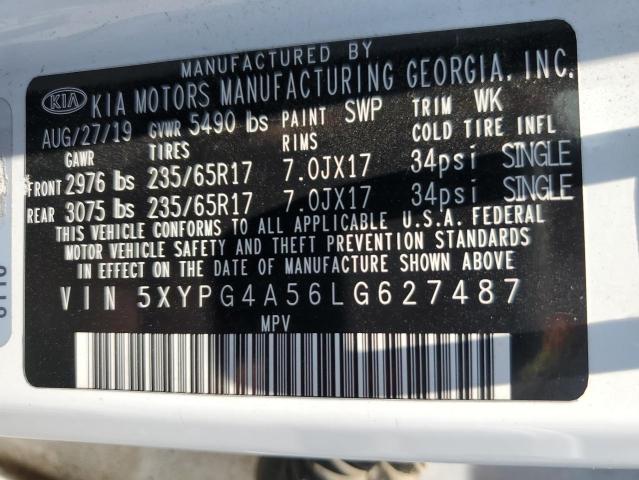 MANUFACTURED BY
KIA KIA MOTORS MANUFACTURING GEORGIA, INC.
AUG/27/19 GVWR 5490 lbs PAINT SWP TRIM WK
GAWR TIRES RIMS COLD TIRE INFL
FRONT 2976 lbs 235/65R17 7.0JX17 34psi SINGLE
REAR 3075 lbs 235/65R17 7.0JX17 34psi SINGLE
THIS VEHICLE CONFORMS TO ALL APPLICABLE U.S.A. FEDERAL
MOTOR VEHICLE SAFETY AND THEFT PREVENTION STANDARDS
IN EFFECT ON THE DATE OF MANUFACTURE SHOWN ABOVE
VIN 5XYPG4A56LG627487
MPV